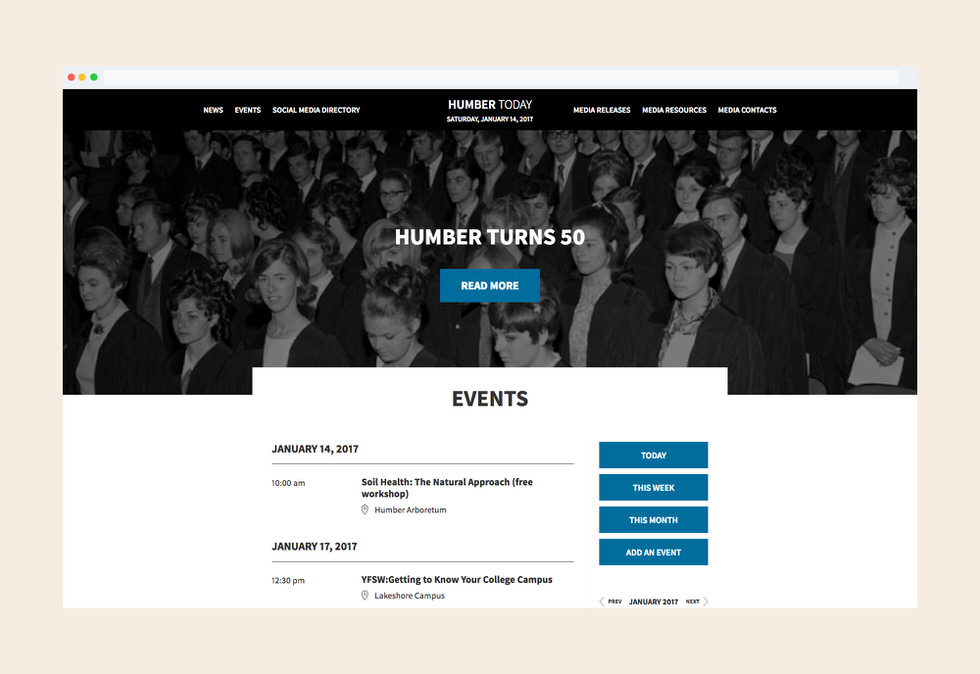 NEWS EVENTS SOCIAL MEDIA DIRECTORY
HUMBER TODAY
SATURDAY, JANUARY 14, 2017
MEDIA RELEASES MEDIA RESOURCES MEDIA CONTACTS
HUMBER TURNS 50
READ MORE
EVENTS
JANUARY 14, 2017
10:00 am
Soil Health: The Natural Approach (free
workshop)
Humber Arboretum
JANUARY 17, 2017
12:30 pm
YFSW:Getting to Know Your College Campus
Lakeshore Campus
TODAY
THIS WEEK
THIS MONTH
ADD AN EVENT
PREV JANUARY 2017 NEXT